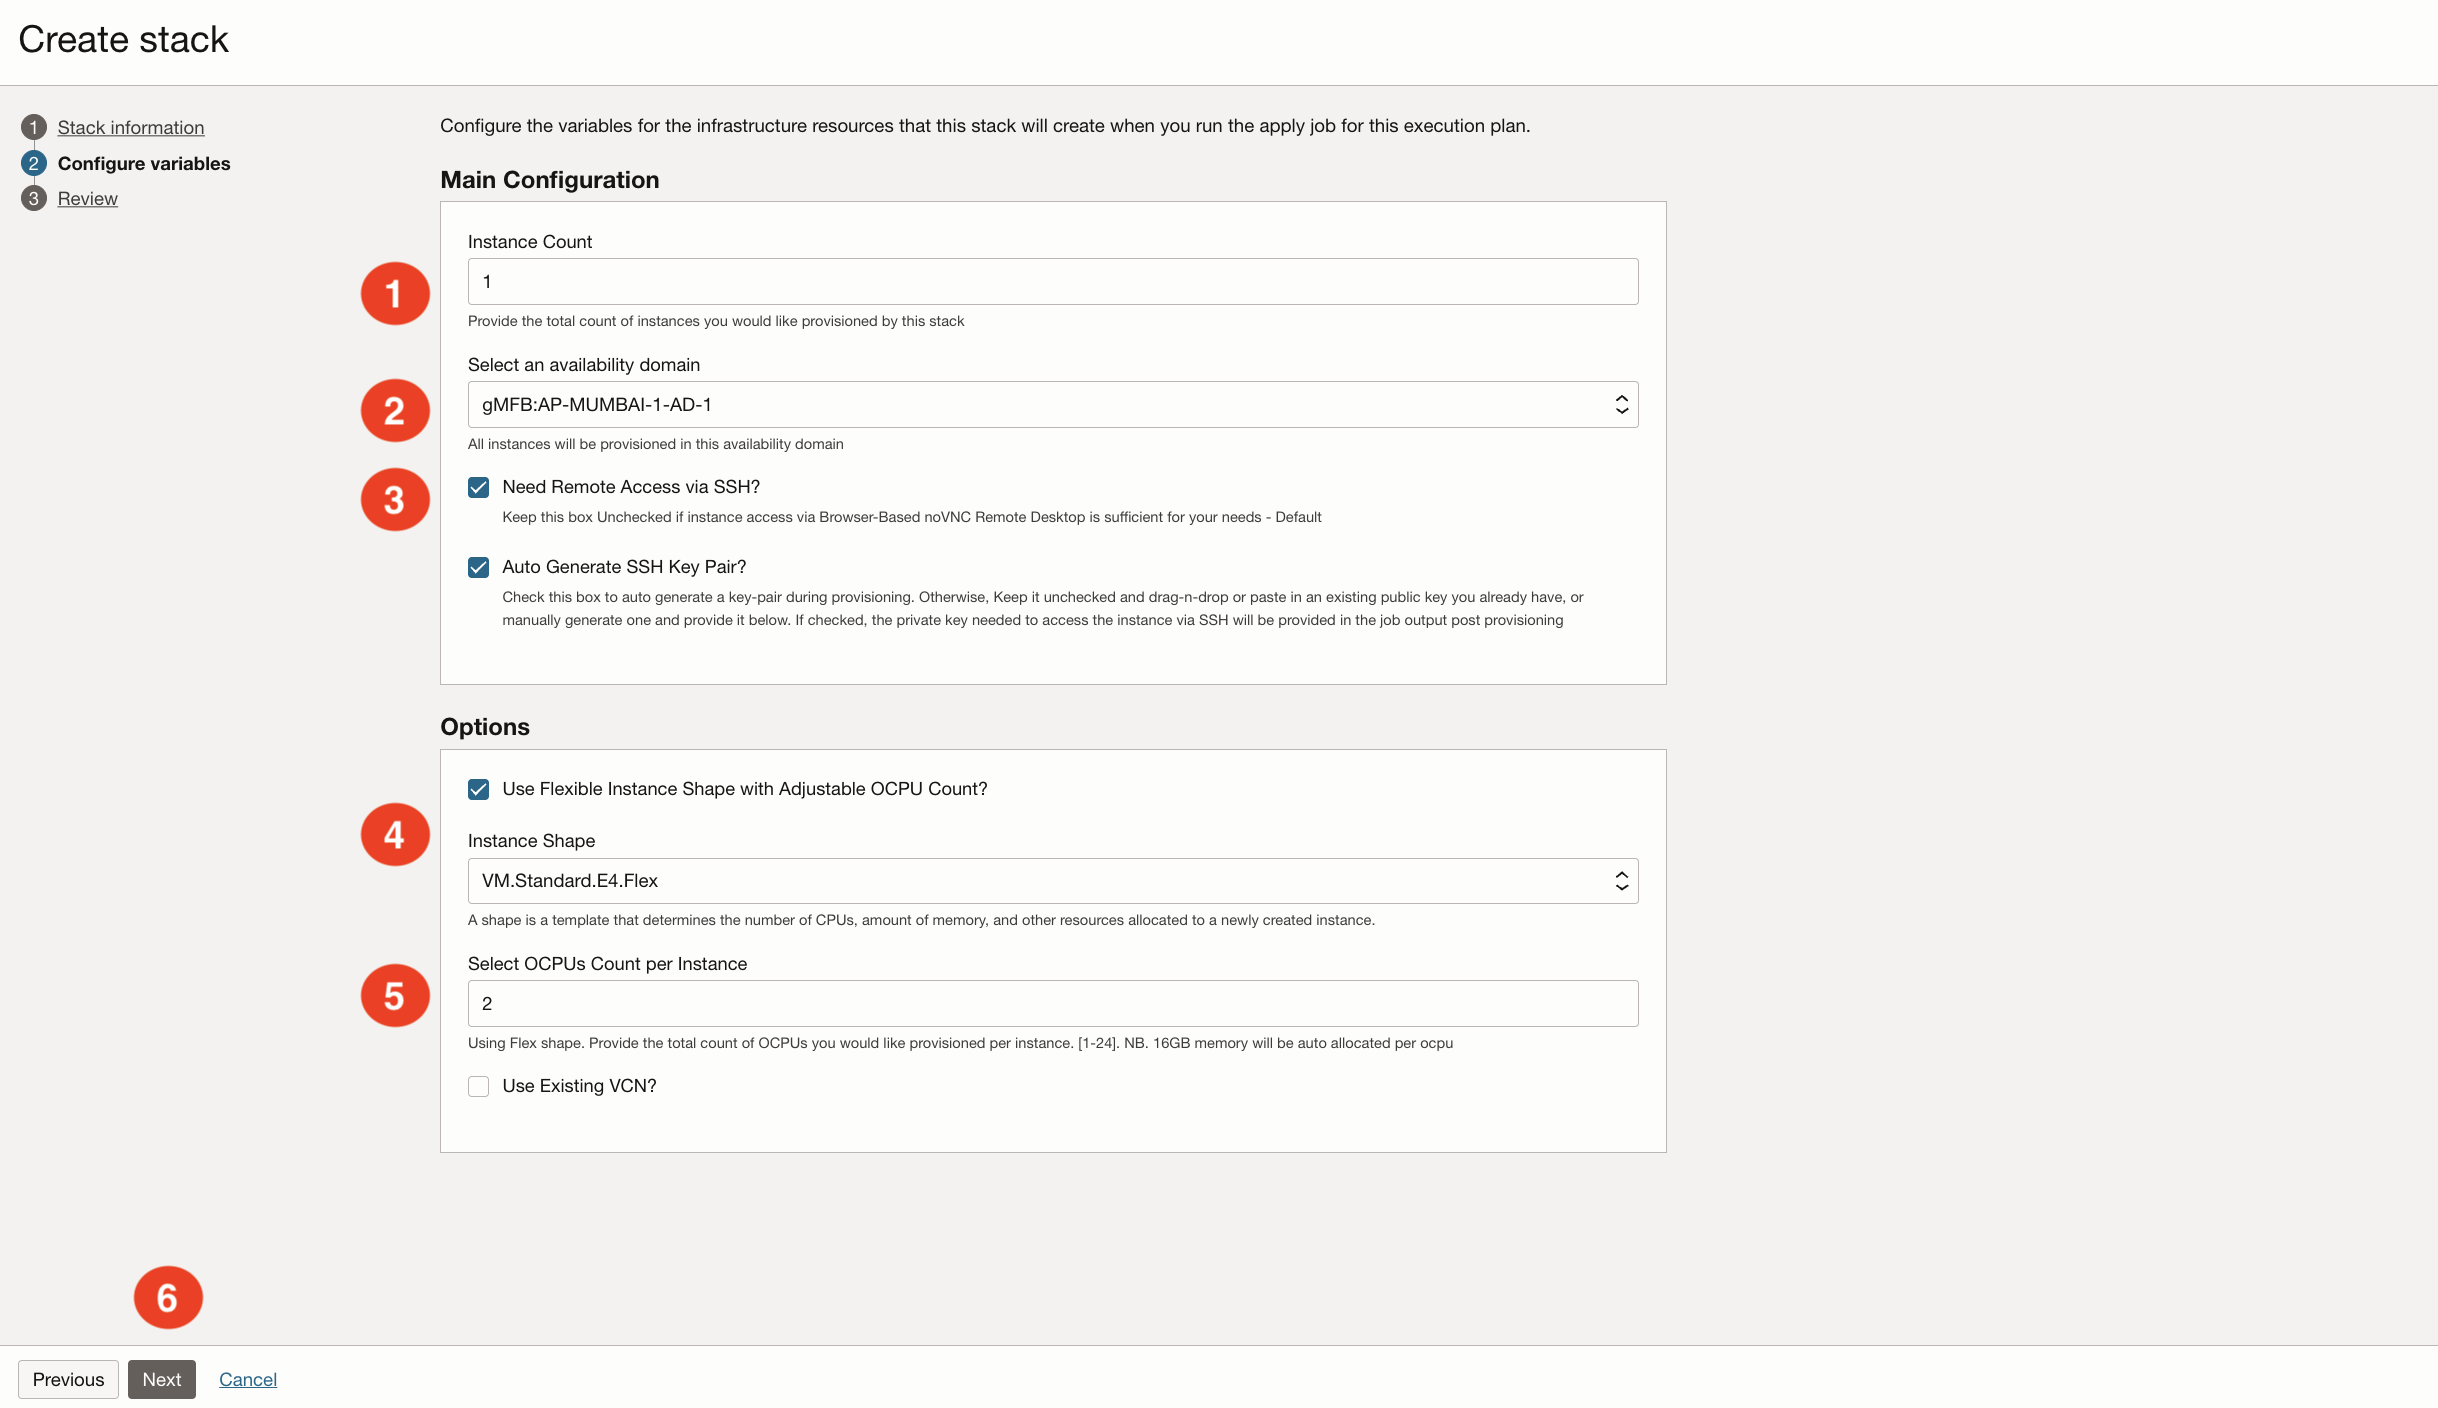 Create stack
1 Stack information
2 Configure variables
3 Review
Configure the variables for the infrastructure resources that this stack will create when you run the apply job for this execution plan.
Main Configuration
Instance Count
1
1
Provide the total count of instances you would like provisioned by this stack
Select an availability domain
2
gMFB:AP-MUMBAI-1-AD-1
All instances will be provisioned in this availability domain
3
Need Remote Access via SSH?
Keep this box Unchecked if instance access via Browser-Based noVNC Remote Desktop is sufficient for your needs - Default
Auto Generate SSH Key Pair?
Check this box to auto generate a key-pair during provisioning. Otherwise, Keep it unchecked and drag-n-drop or paste in an existing public key you already have, or
manually generate one and provide it below. If checked, the private key needed to access the instance via SSH will be provided in the job output post provisioning
Options
Use Flexible Instance Shape with Adjustable OCPU Count?
4
Instance Shape
VM.Standard.E4.Flex
A shape is a template that determines the number of CPUs, amount of memory, and other resources allocated to a newly created instance.
Select OCPUs Count per Instance
5
2
Using Flex shape. Provide the total count of OCPUs you would like provisioned per instance. [1-24]. NB. 16GB memory will be auto allocated per ocpu
Use Existing VCN?
6
Previous Next Cancel